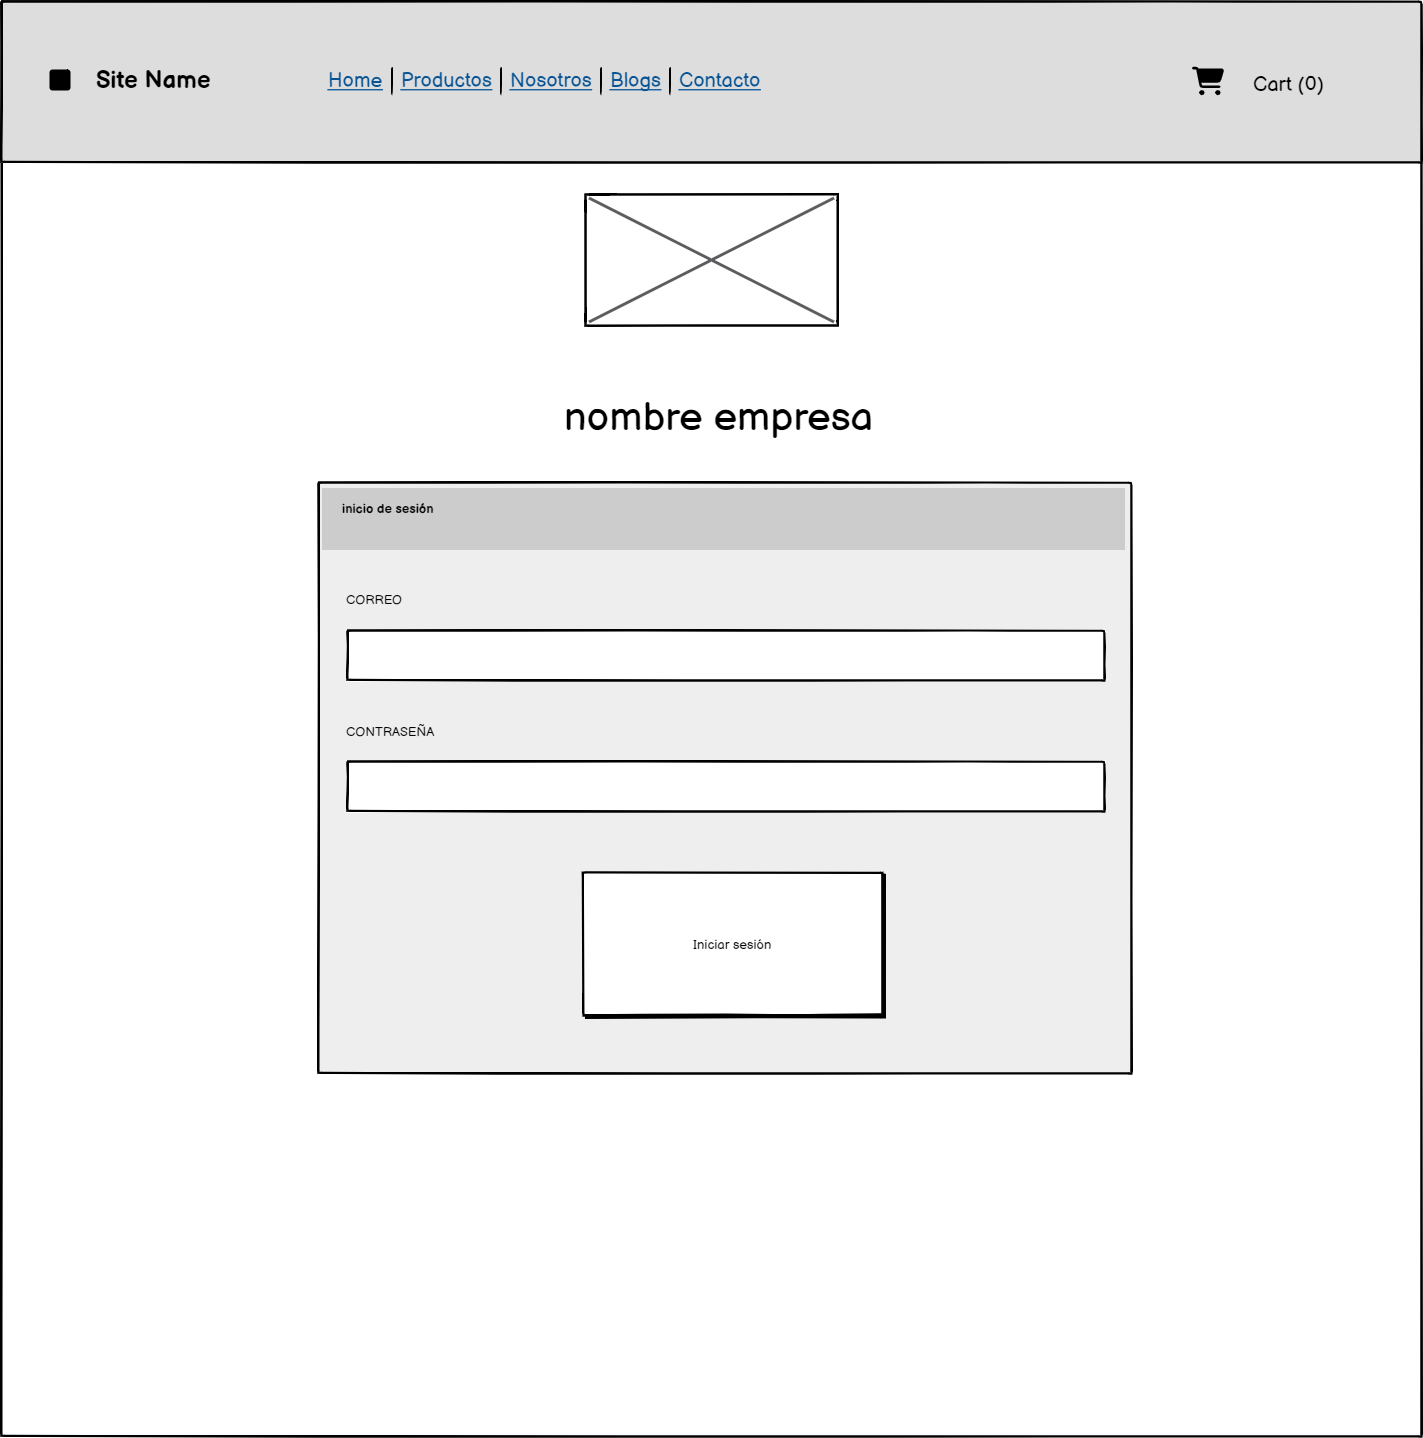 Site Name
Home | Productos | Nosotros | Blogs | Contacto
Cart (0)
nombre empresa
inicio de sesión
CORREO
CONTRASEÑA
Iniciar sesión